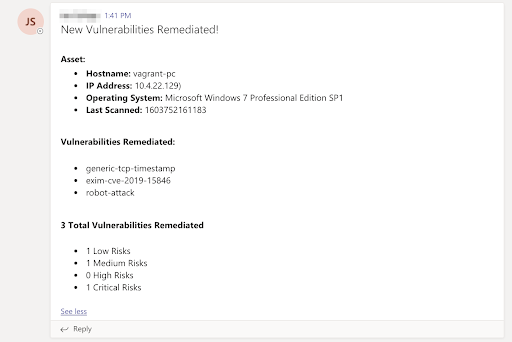 JS
1:41 PM
New Vulnerabilities Remediated!
Asset:
• Hostname: vagrant-pc
• IP Address: 10.4.22.129)
• Operating System: Microsoft Windows 7 Professional Edition SP1
• Last Scanned: 1603752161183
Vulnerabilities Remediated:
• generic-tcp-timestamp
• exim-cve-2019-15846
• robot-attack
3 Total Vulnerabilities Remediated
• 1 Low Risks
• 1 Medium Risks
• 0 High Risks
• 1 Critical Risks
See less
Reply